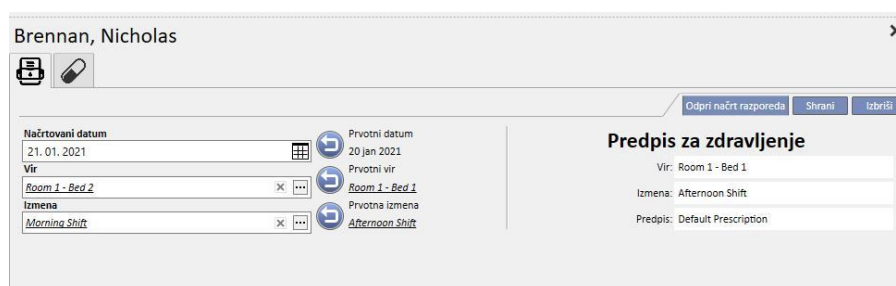 Brennan, Nicholas
Odpri načrt razporeda Shrani Izbriši
Načrtovani datum
21. 01. 2021
Prvotni datum
20 jan 2021
Vir
Room 1 - Bed 2
Prvotni vir
Room 1 - Bed 1
Izmena
Morning Shift
Prvotna izmena
Afternoon Shift
Predpis za zdravljenje
Vir: Room 1 - Bed 1
Izmena: Afternoon Shift
Predpis: Default Prescription